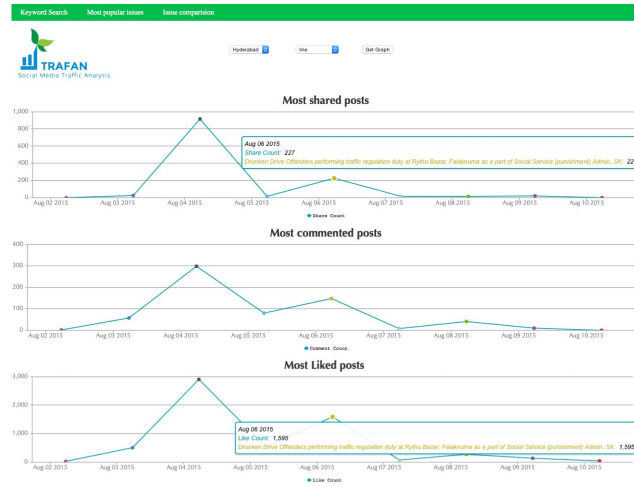 Keyword Search Most popular issues Issue comparision
TRAFAN
Social Media Traffic Analysis
Hyderabad line Get Graph
Most shared posts
1,000
800
600
400
200
0
Aug 06 2015
Share Count: 227
Drunken Drive Offenders performing traffic regulation duty at Rythu Bazar, Falaknuma as a part of Social Service (punishment) Admin, SK: 22
Aug 02 2015 Aug 03 2015 Aug 04 2015 Aug 05 2015 Aug 06 2015 Aug 07 2015 Aug 08 2015 Aug 09 2015 Aug 10 2015
Share Count
Most commented posts
400
300
200
100
0
Aug 02 2015 Aug 03 2015 Aug 04 2015 Aug 05 2015 Aug 06 2015 Aug 07 2015 Aug 08 2015 Aug 09 2015 Aug 10 2015
Comment Count
Most Liked posts
3,000
2,000
1,000
0
Aug 06 2015
Like Count: 1,595
Drunken Drive Offenders performing traffic regulation duty at Rythu Bazar, Falaknuma as a part of Social Service (punishment) Admin, SK: 1,595
Aug 02 2015 Aug 03 2015 Aug 04 2015 Aug 05 2015 Aug 06 2015 Aug 07 2015 Aug 08 2015 Aug 09 2015 Aug 10 2015
Like Count